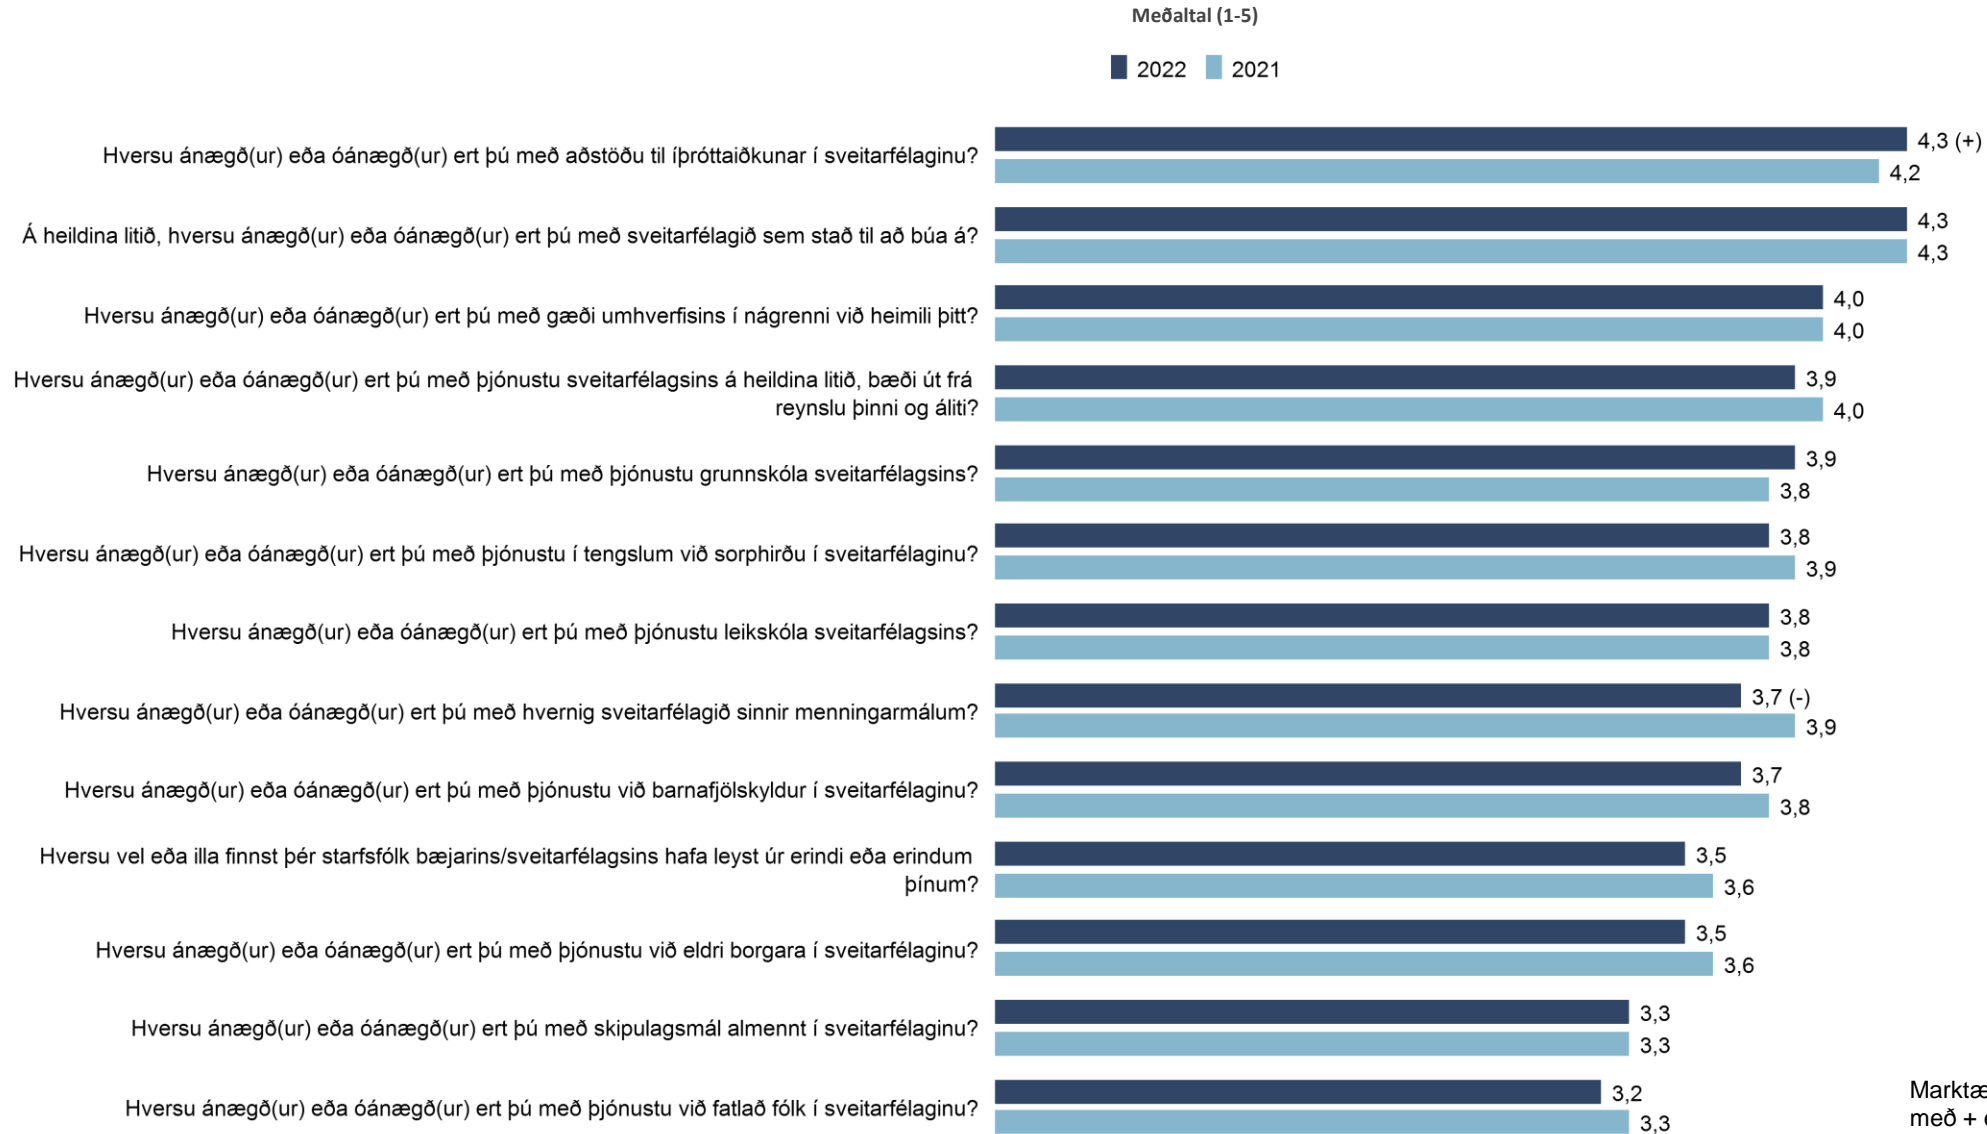 Meðaltal (1-5)
2022 2021
Hversu ánægð(ur) eða óánægð(ur) ert þú með aðstöðu til íþróttaiðkunar í sveitarfélaginu?
4,3 (+)
4,2
Á heildina litið, hversu ánægð(ur) eða óánægð(ur) ert þú með sveitarfélagið sem stað til að búa á?
4,3
4,3
Hversu ánægð(ur) eða óánægð(ur) ert þú með gæði umhverfisins í nágrenni við heimili þitt?
4,0
4,0
Hversu ánægð(ur) eða óánægð(ur) ert þú með þjónustu sveitarfélagsins á heildina litið, bæði út frá
reynslu þinni og áliti?
3,9
4,0
Hversu ánægð(ur) eða óánægð(ur) ert þú með þjónustu grunnskóla sveitarfélagsins?
3,9
3,8
Hversu ánægð(ur) eða óánægð(ur) ert þú með þjónustu í tengslum við sorphirðu í sveitarfélaginu?
3,8
3,9
Hversu ánægð(ur) eða óánægð(ur) ert þú með þjónustu leikskóla sveitarfélagsins?
3,8
3,8
Hversu ánægð(ur) eða óánægð(ur) ert þú með hvernig sveitarfélagið sinnir menningarmálum?
3,7 (-)
3,9
Hversu ánægð(ur) eða óánægð(ur) ert þú með þjónustu við barnafjölskyldur í sveitarfélaginu?
3,7
3,8
Hversu vel eða illa finnst þér starfsfólk bæjarins/sveitarfélagsins hafa leyst úr erindi eða erindum
þínum?
3,5
3,6
Hversu ánægð(ur) eða óánægð(ur) ert þú með þjónustu við eldri borgara í sveitarfélaginu?
3,5
3,6
Hversu ánægð(ur) eða óánægð(ur) ert þú með skipulagsmál almennt í sveitarfélaginu?
3,3
3,3
Hversu ánægð(ur) eða óánægð(ur) ert þú með þjónustu við fatlað fólk í sveitarfélaginu?
3,2
3,3
með +